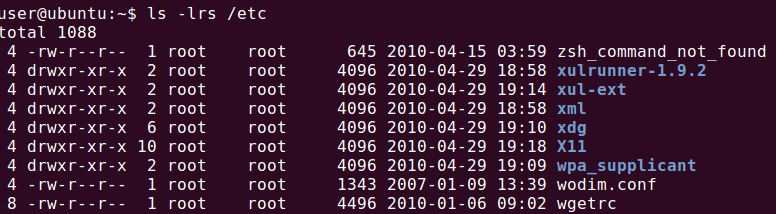 user@ubuntu:~$ ls -lrs /etc
total 1088
4 -rw-r--r-- 1 root root 645 2010-04-15 03:59 zsh_command_not_found
4 drwxr-xr-x 2 root root 4096 2010-04-29 18:58 xulrunner-1.9.2
4 drwxr-xr-x 2 root root 4096 2010-04-29 19:14 xul-ext
4 drwxr-xr-x 2 root root 4096 2010-04-29 18:58 xml
4 drwxr-xr-x 6 root root 4096 2010-04-29 19:10 xdg
4 drwxr-xr-x 10 root root 4096 2010-04-29 19:18 X11
4 drwxr-xr-x 2 root root 4096 2010-04-29 19:09 wpa_supplicant
4 -rw-r--r-- 1 root root 1343 2007-01-09 13:39 wodim.conf
8 -rw-r--r-- 1 root root 4496 2010-01-06 09:02 wgetrc